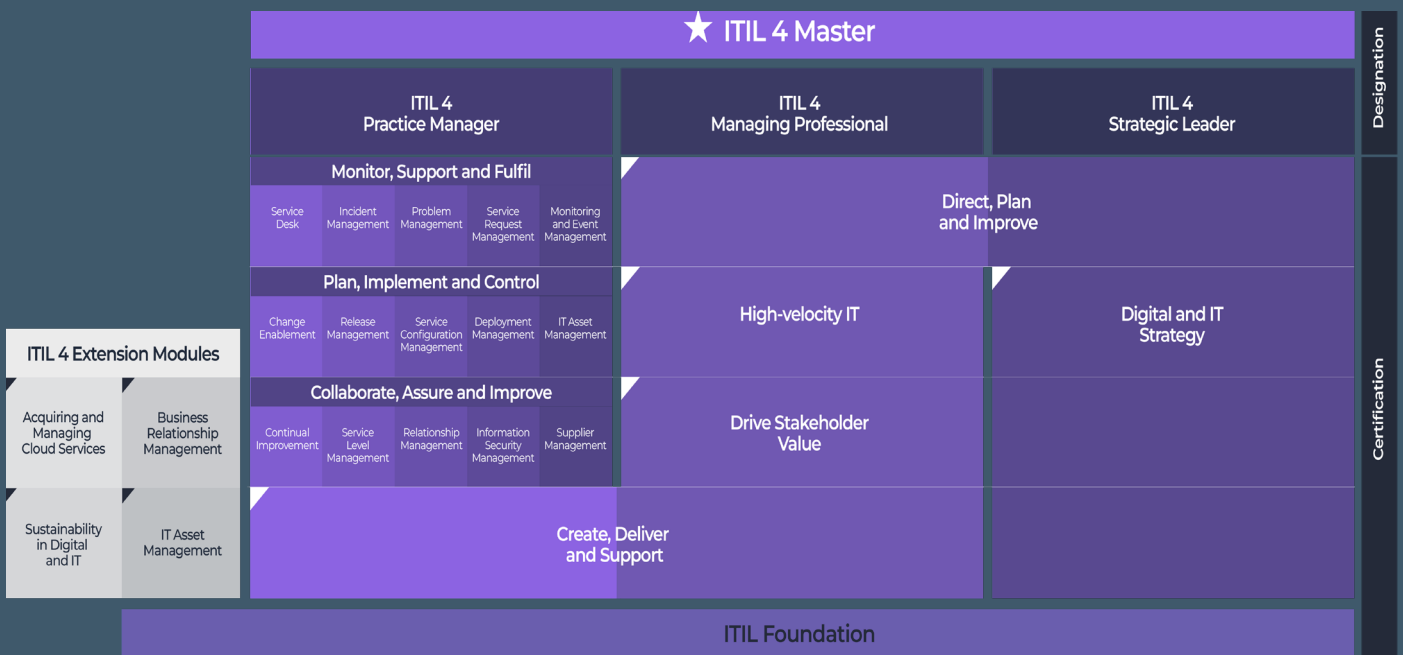 ITIL 4 Master
Designation
ITIL 4
Practice Manager
ITIL 4
Managing Professional
ITIL 4
Strategic Leader
Monitor, Support and Fulfil
Service
Desk
Incident
Management
Problem
Management
Service
Request
Management
Monitoring
and Event
Management
Direct, Plan
and Improve
Plan, Implement and Control
Change
Enablement
Release
Management
Service
Configuration
Management
Deployment
Management
IT Asset
Management
High-velocity IT
Digital and IT
Strategy
Certification
Collaborate, Assure and Improve
Continual
Improvement
Service
Level
Management
Relationship
Management
Information
Security
Management
Supplier
Management
Drive Stakeholder
Value
Create, Deliver
and Support
ITIL 4 Extension Modules
Acquiring and
Managing
Cloud Services
Business
Relationship
Management
Sustainability
in Digital
and IT
IT Asset
Management
ITIL Foundation